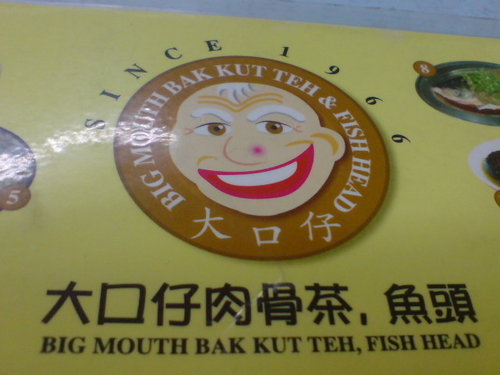 SINCE 1966
BIG MOUTH BAK KUT TEH & FISH HEAD
大口仔
8
5
大口仔肉骨茶, 魚頭
BIG MOUTH BAK KUT TEH, FISH HEAD